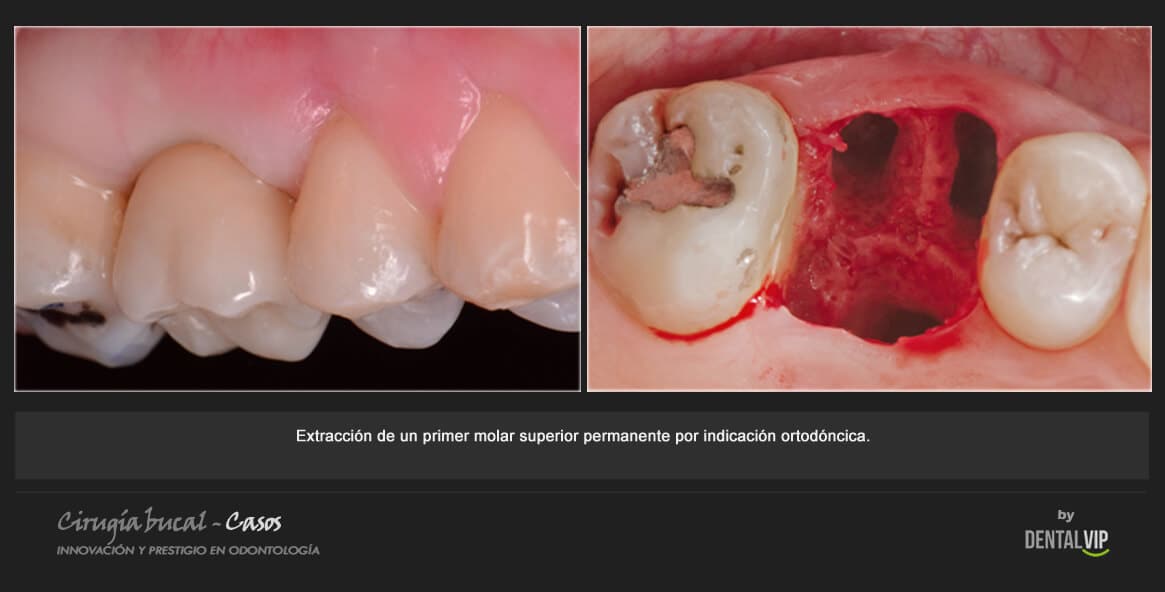 Extracción de un primer molar superior permanente por indicación ortodóncica.
Cirugía bucal - Casos
INNOVACIÓN Y PRESTIGIO EN ODONTOLOGÍA
by
DENTALVIP